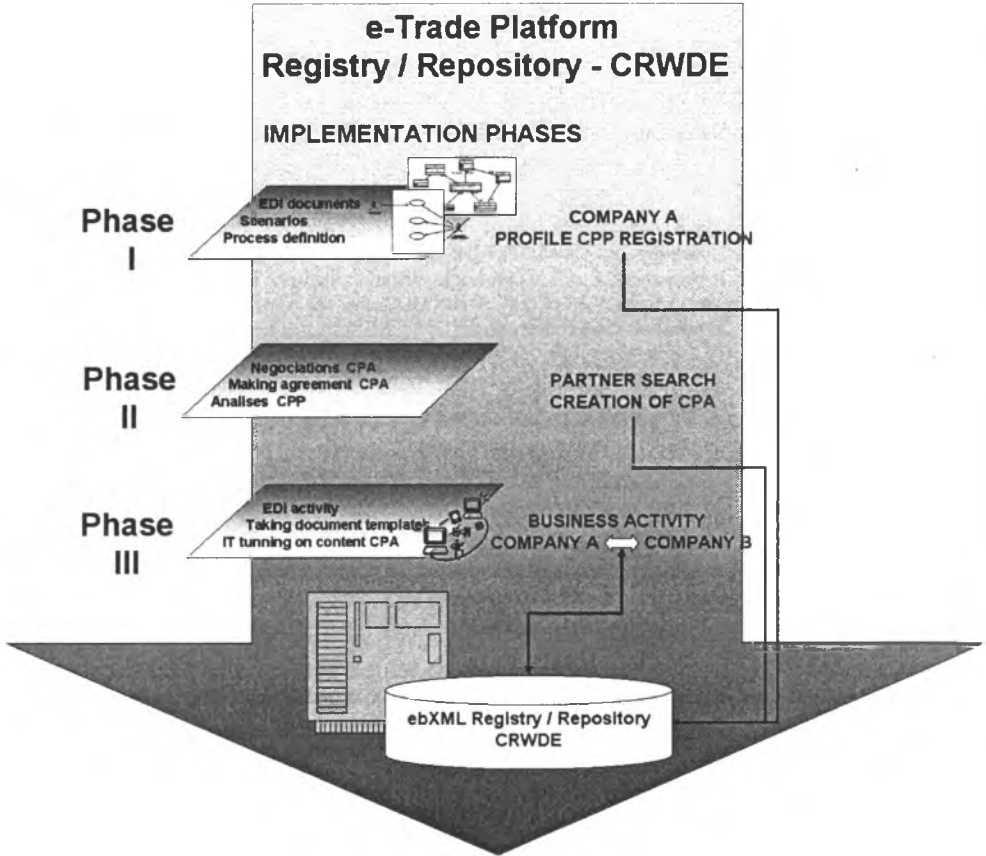 e-Trade Platform
Registry / Repository - CRWDE
IMPLEMENTATION PHASES
Phase
I
EDI documents
Scenarios
Process definition
COMPANY A
PROFILE CPP REGISTRATION
Phase
II
Negociations CPA
Making agreement CPA
Analises CPP
PARTNER SEARCH
CREATION OF CPA
Phase
III
EDI activity
Taking document templates
IT tunning on content CPA
BUSINESS ACTIVITY
COMPANY A COMPANY B
ebXML Registry / Repository
CRWDE